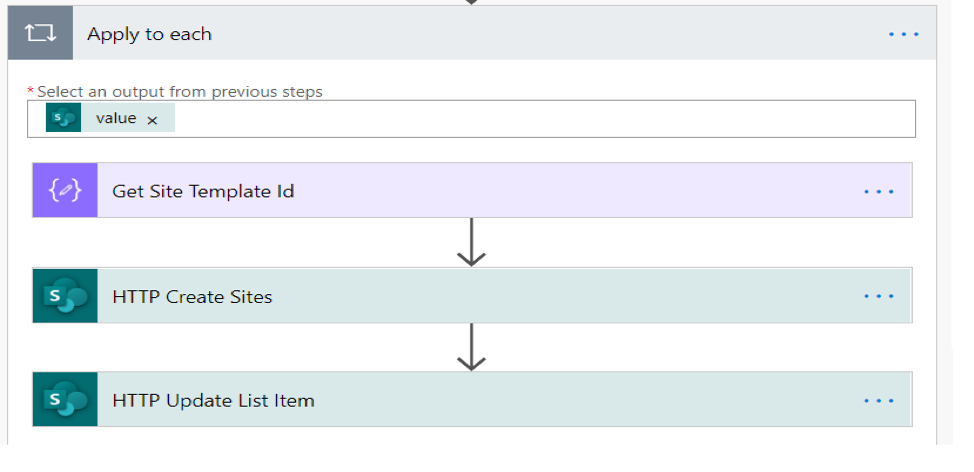 Apply to each
* Select an output from previous steps
S value ×
{ } Get Site Template Id
S HTTP Create Sites
S HTTP Update List Item